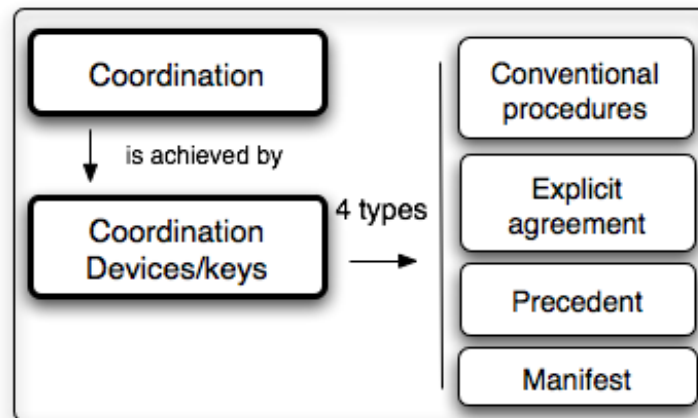 Coordination
is achieved by
Coordination
Devices/keys
4 types
Conventional
procedures
Explicit
agreement
Precedent
Manifest